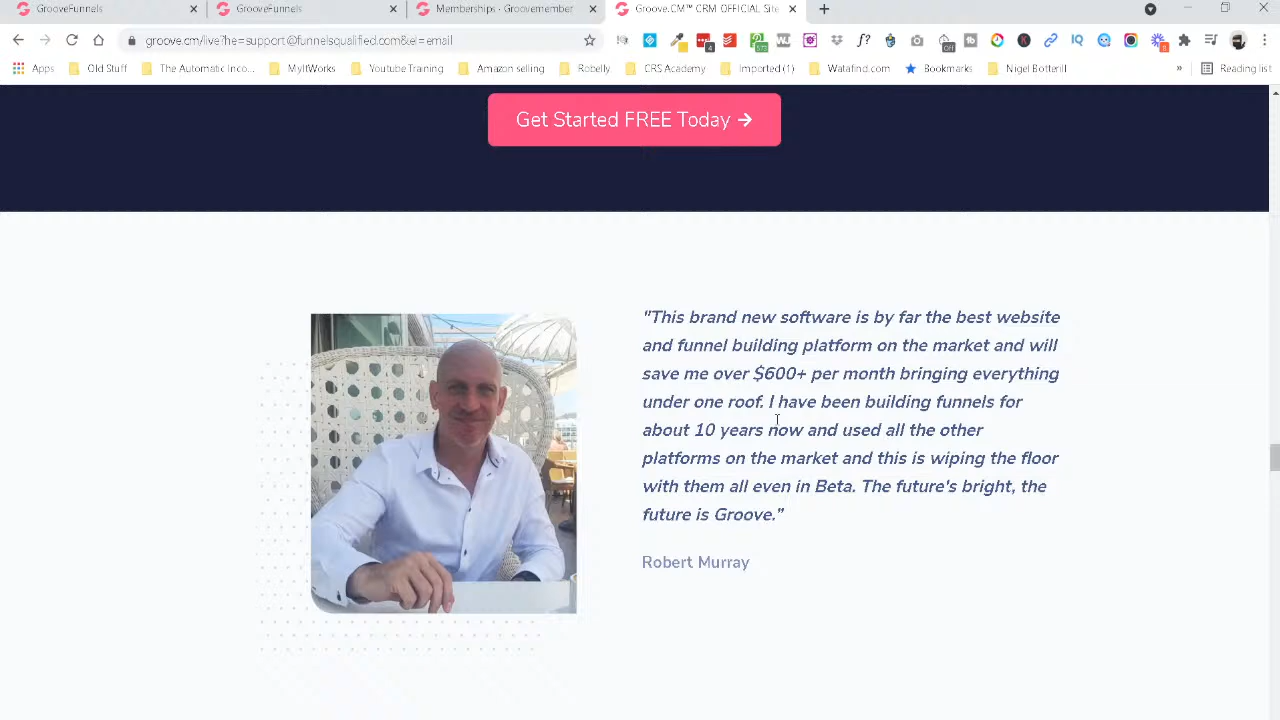 GrooveFunnels
GrooveFunnels
Memberships - Groovemember
Groove.CM™ CRM OFFICIAL Site
groove.cm/live?he=support@funnelsqualified.com&el=email
Apps
Old Stuff
The Automatic Inco...
MyItWorks
Youtube Training
Amazon selling
Robelly
CRS Academy
Imported (1)
Watafind.com
Bookmarks
Nigel Botterill
»
Reading list
Get Started FREE Today →
"This brand new software is by far the best website
and funnel building platform on the market and will
save me over $600+ per month bringing everything
under one roof. I have been building funnels for
about 10 years now and used all the other
platforms on the market and this is wiping the floor
with them all even in Beta. The future's bright, the
future is Groove.”
Robert Murray